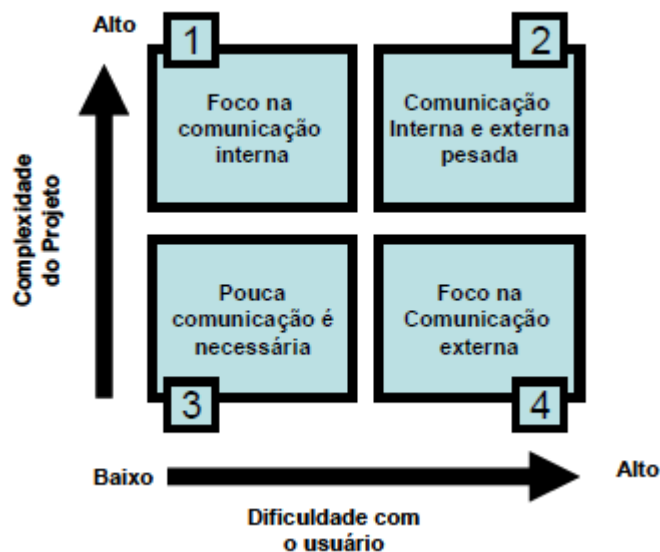 Alto
1
2
Foco na
comunicação
interna
Comunicação
Interna e externa
pesada
Complexidade
do Projeto
Pouca
comunicação é
necessária
Foco na
Comunicação
externa
3
4
Baixo
Alto
Dificuldade com
o usuário